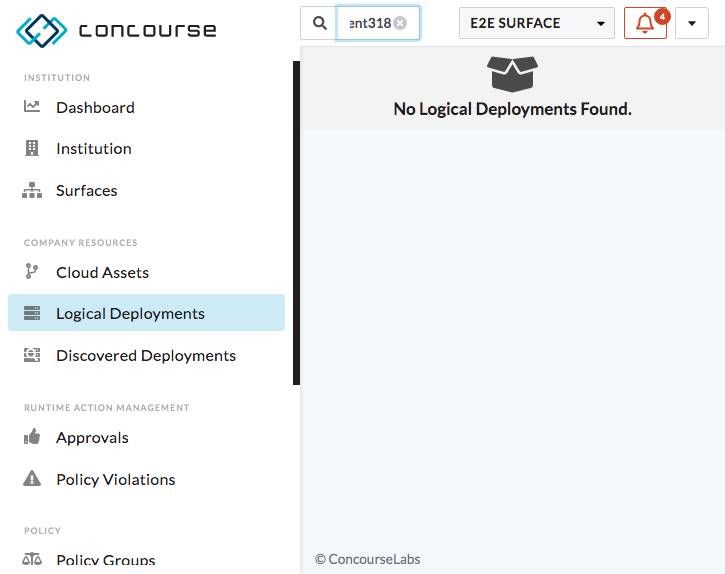 concourse
ent318
E2E SURFACE
4
INSTITUTION
Dashboard
Institution
Surfaces
COMPANY RESOURCES
Cloud Assets
Logical Deployments
Discovered Deployments
RUNTIME ACTION MANAGEMENT
Approvals
Policy Violations
POLICY
Policy Groups
No Logical Deployments Found.
© ConcourseLabs